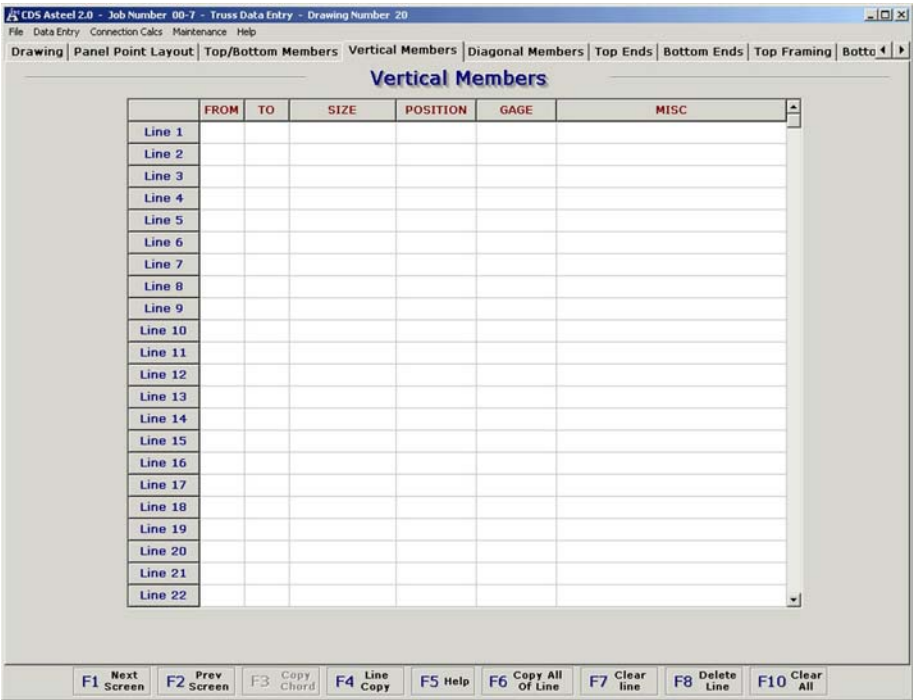 CDS Asteel 2.0 - Job Number 00-7 - Truss Data Entry - Drawing Number 20
File Data Entry Connection Calcs Maintenance Help
Drawing Panel Point Layout Top/Bottom Members Vertical Members Diagonal Members Top Ends Bottom Ends Top Framing Botto
Vertical Members
FROM TO SIZE POSITION GAGE MISC
Line 1
Line 2
Line 3
Line 4
Line 5
Line 6
Line 7
Line 8
Line 9
Line 10
Line 11
Line 12
Line 13
Line 14
Line 15
Line 16
Line 17
Line 18
Line 19
Line 20
Line 21
Line 22
F1 Next Screen F2 Prev Screen F3 Copy Chord F4 Line Copy F5 Help F6 Copy All Of Line F7 Clear line F8 Delete Line F10 Clear All